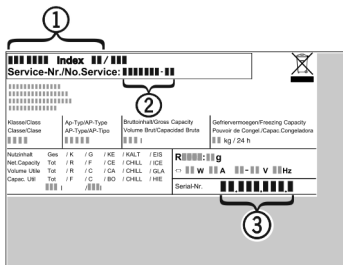 1
Index /
Service-Nr./No.Service: -
2
Klasse/Class
Classe/Clase
Ap-Typ/AP-Type
AP-Type/AP-Tipo
Bruttoinhalt/Gross Capacity
Volume Brut/Capacidad Bruta
l
Gefriervermoegen/Freezing Capacity
Pouvoir de Congel./Capac.Congeladora
kg / 24 h
Nutzinhalt Ges / K / G / KE / KALT / EIS
Net.Capacity Tot / R / F / CE / CHILL / ICE
Volume Utile Tot / R / C / CA / CHILL / GLA
Capac. Util Tot / F / C / BO / CHILL / HIE
l / l
R : g
W A - V Hz
Serial-Nr.
3